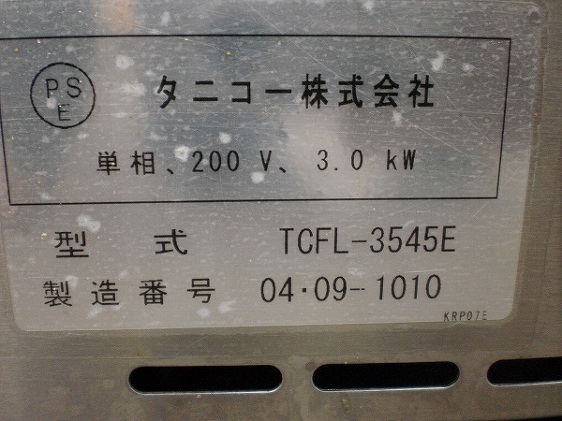 PS
E
タニコー株式会社
単相、200 V、 3.0 kW
型 式 TCFL-3545E
製造番号 04・09-1010
KRP07E